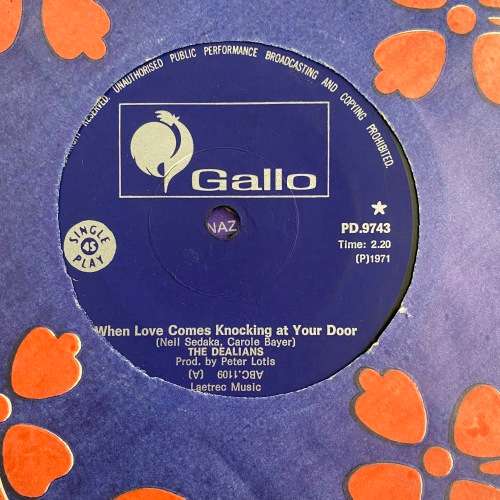 RESERVED. UNAUTHORISED PUBLIC PERFORMANCE BROADCASTING AND COPYING PROHIBITED.
Gallo
NAZ
PD.9743
Time: 2.20
(P)1971
SINGLE
45
PLAY
When Love Comes Knocking at Your Door
(Neil Sedaka, Carole Bayer)
THE DEALIANS
Prod. by Peter Lotis
ABC.1109 (A)
Laetrec Music